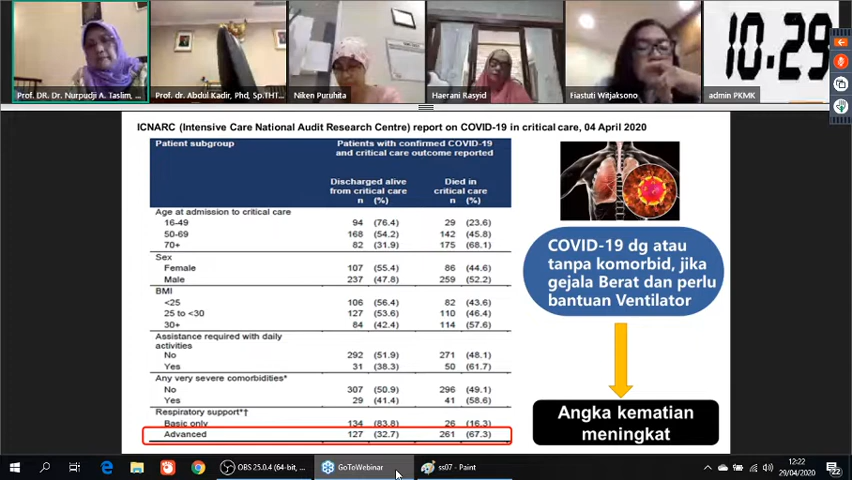 10.29
Prof. DR. Dr. Nurpudji A. Taslim, ...
Prof. dr. Abdul Kadir, Phd, Sp.THT...
Niken Puruhita
Haerani Rasyid
Fiastuti Witjaksono
admin PKMK
ICNARC (Intensive Care National Audit Research Centre) report on COVID-19 in critical care, 04 April 2020
Patient subgroup
Patients with confirmed COVID-19
and critical care outcome reported
Discharged alive
from critical care
n (%)
Died in
critical care
n (%)
Age at admission to critical care
16-49 94 (76.4) 29 (23.6)
50-69 168 (54.2) 142 (45.8)
70+ 82 (31.9) 175 (68.1)
Sex
Female 107 (55.4) 86 (44.6)
Male 237 (47.8) 259 (52.2)
BMI
<25 106 (56.4) 82 (43.6)
25 to <30 127 (53.6) 110 (46.4)
30+ 84 (42.4) 114 (57.6)
Assistance required with daily
activities
No 292 (51.9) 271 (48.1)
Yes 31 (38.3) 50 (61.7)
Any very severe comorbidities*
No 307 (50.9) 296 (49.1)
Yes 29 (41.4) 41 (58.6)
Respiratory support*†
Basic only 134 (83.8) 26 (16.3)
Advanced 127 (32.7) 261 (67.3)
COVID-19 dg atau
tanpa komorbid, jika
gejala Berat dan perlu
bantuan Ventilator
Angka kematian
meningkat
OBS 25.0.4 (64-bit, ...
GoToWebinar
ss07 - Paint
12:22
29/04/2020
22